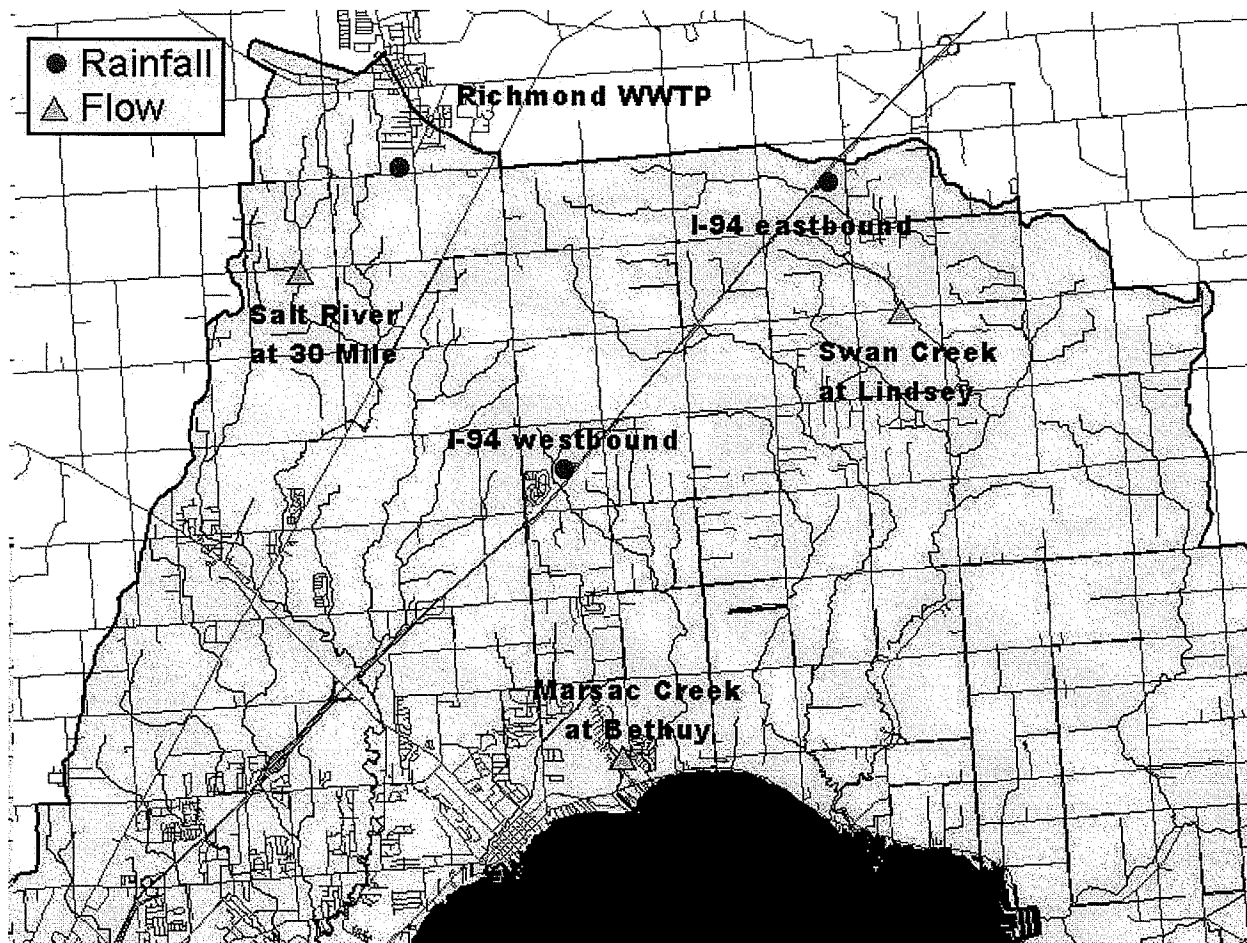 Rainfall
Flow
Richmond WWTP
I-94 eastbound
Salt River
at 30 Mile
Swan Creek
at Lindsey
I-94 westbound
Marsac Creek
at Bethuy